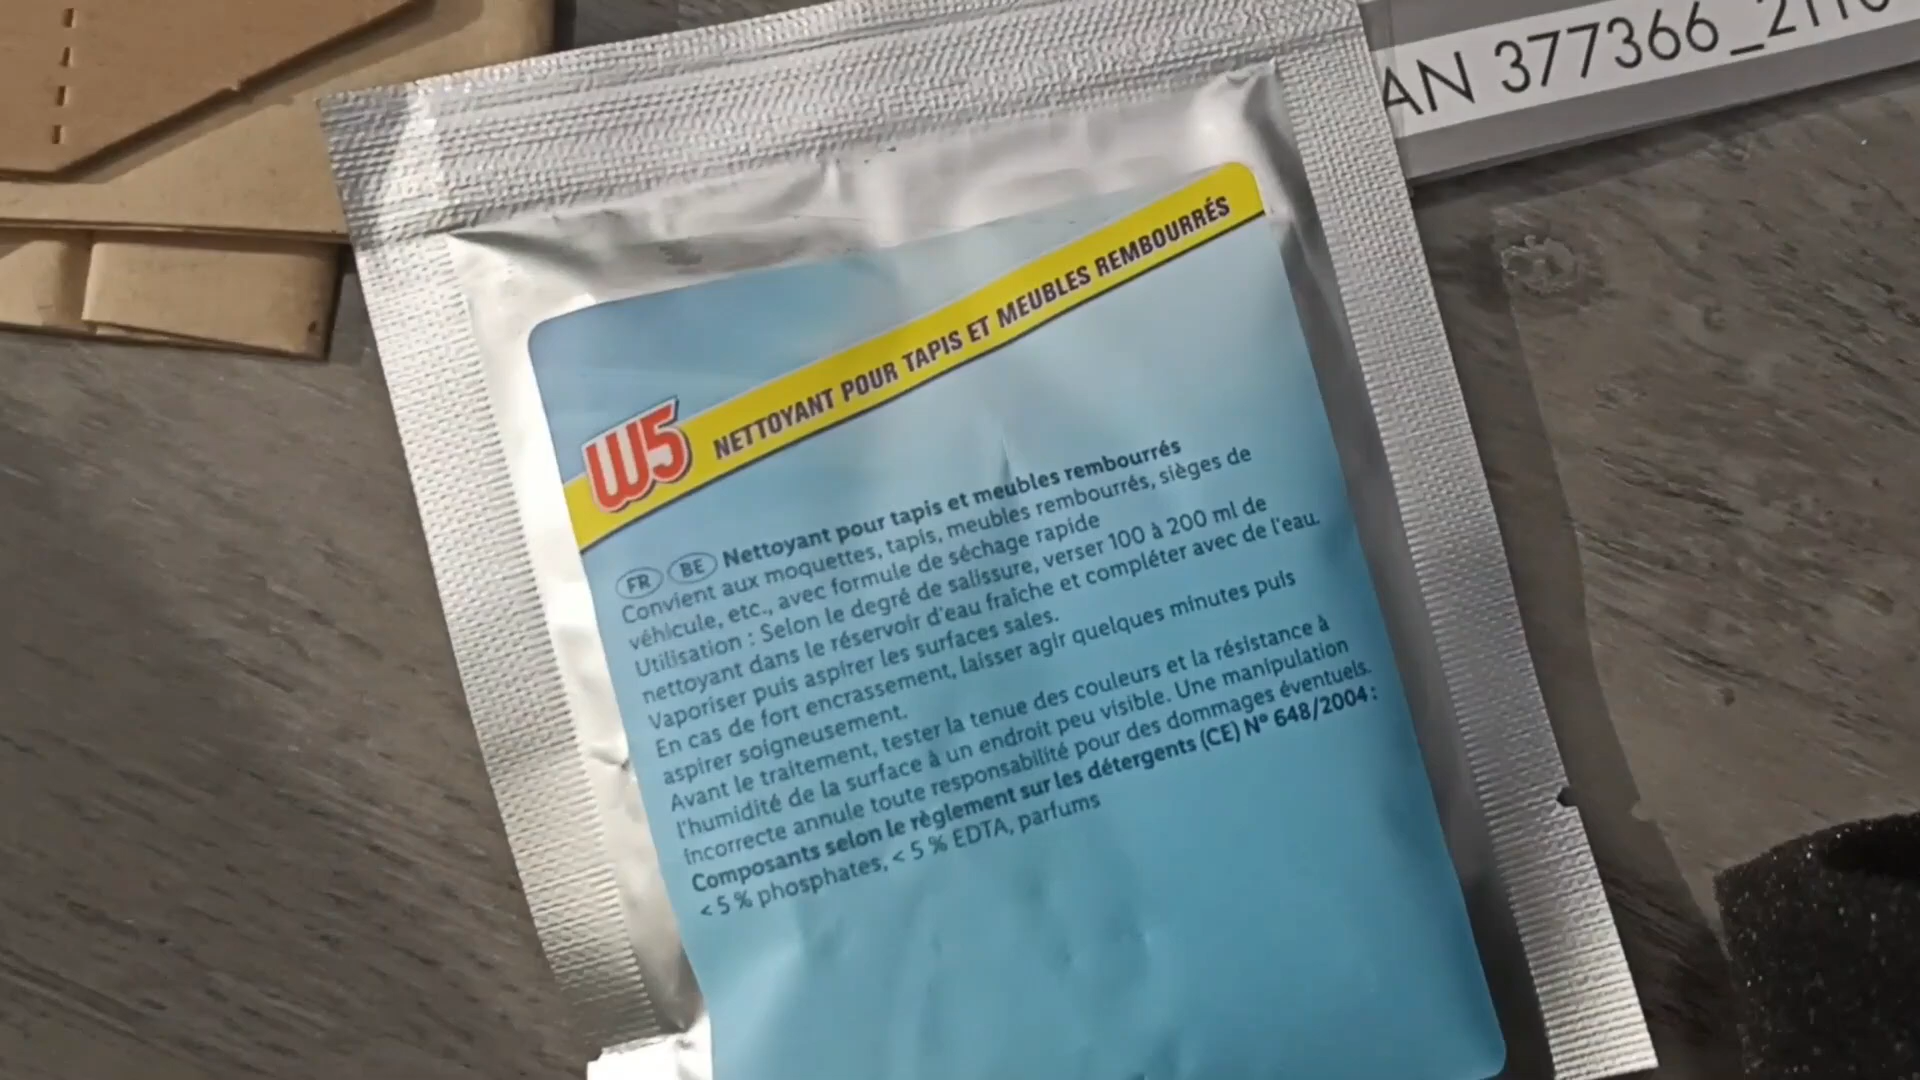 AN 377366_
W5
NETTOYANT POUR TAPIS ET MEUBLES REMBOURRÉS
FR BE Nettoyant pour tapis et meubles rembourrés
Convient aux moquettes, tapis, meubles rembourrés, sièges de
véhicule, etc., avec formule de séchage rapide
Utilisation : Selon le degré de salissure, verser 100 à 200 ml de
nettoyant dans le réservoir d'eau fraîche et compléter avec de l'eau.
Vaporiser puis aspirer les surfaces sales.
En cas de fort encrassement, laisser agir quelques minutes puis
aspirer soigneusement.
Avant le traitement, tester la tenue des couleurs et la résistance à
l'humidité de la surface à un endroit peu visible. Une manipulation
incorrecte annule toute responsabilité pour des dommages éventuels.
Composants selon le règlement sur les détergents (CE) N° 648/2004 :
< 5 % phosphates, < 5 % EDTA, parfums